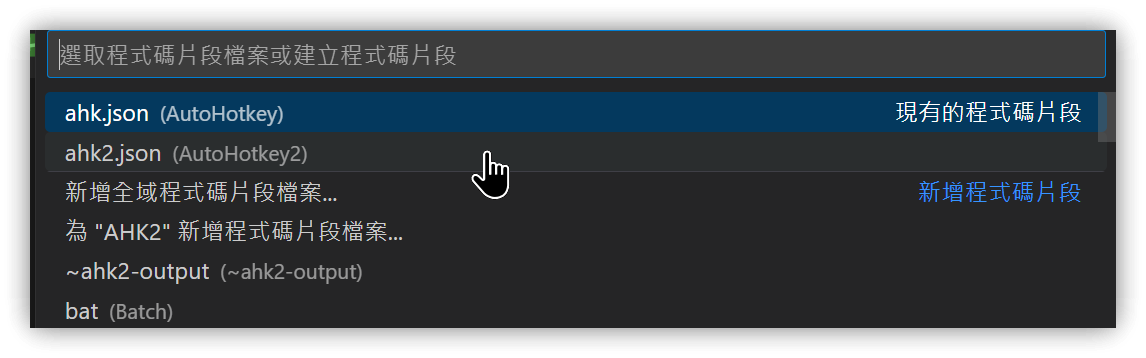 選取程式碼片段檔案或建立程式碼片段
ahk.json (AutoHotkey) 現有的程式碼片段
ahk2.json (AutoHotkey2)
新增全域程式碼片段檔案... 新增程式碼片段
為 "AHK2" 新增程式碼片段檔案...
~ahk2-output (~ahk2-output)
bat (Batch)